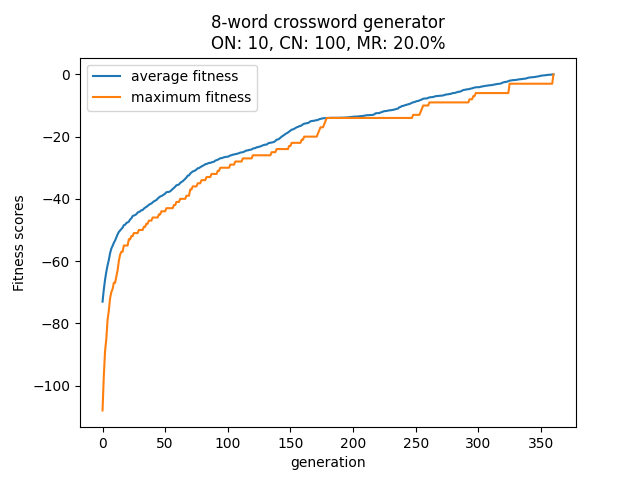 8-word crossword generator
ON: 10, CN: 100, MR: 20.0%
average fitness
maximum fitness
Fitness scores
0
−20
−40
−60
−80
−100
0 50 100 150 200 250 300 350
generation